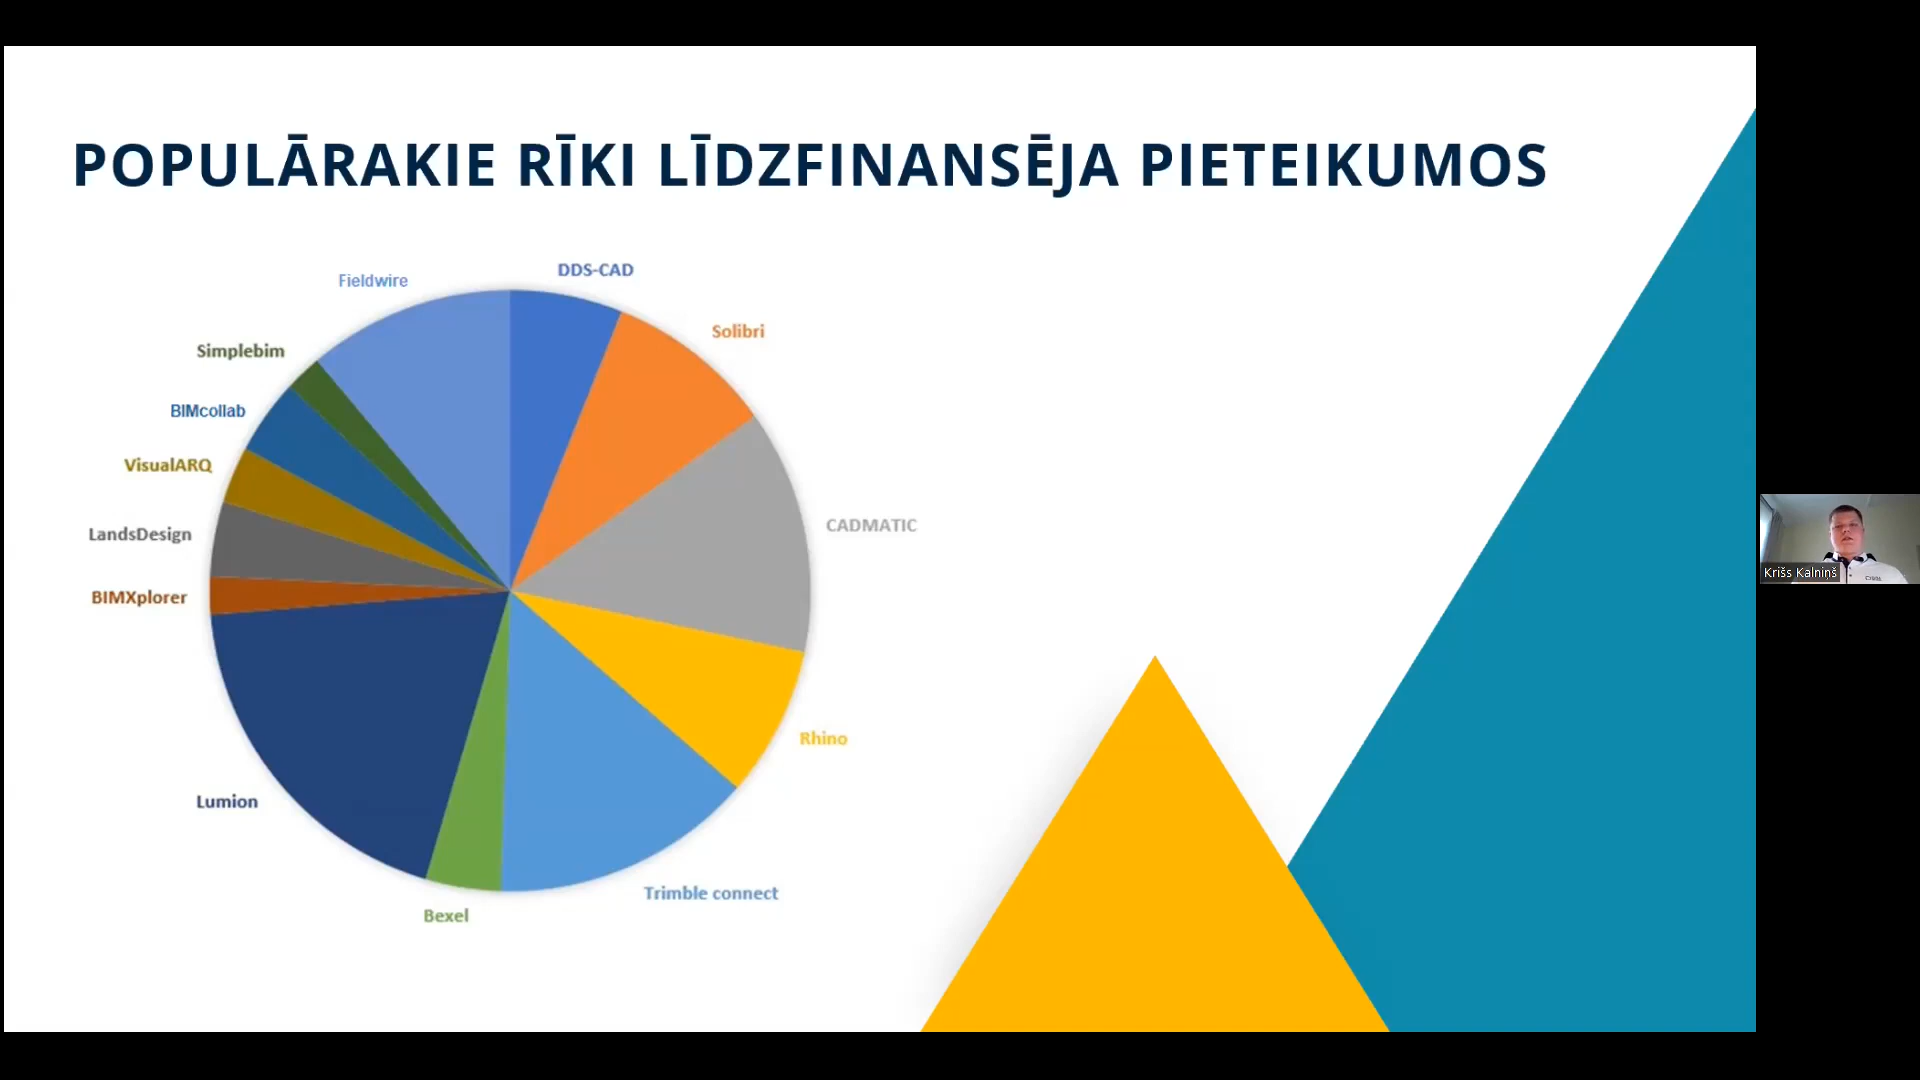 POPULĀRAKIE RĪKI LĪDZFINANSĒJA PIETEIKUMOS
DDS-CAD
Fieldwire
Solibri
Simplebim
BIMcollab
VisualARQ
CADMATIC
LandsDesign
BIMXplorer
Rhino
Lumion
Trimble connect
Bexel
Krišs Kalniņš